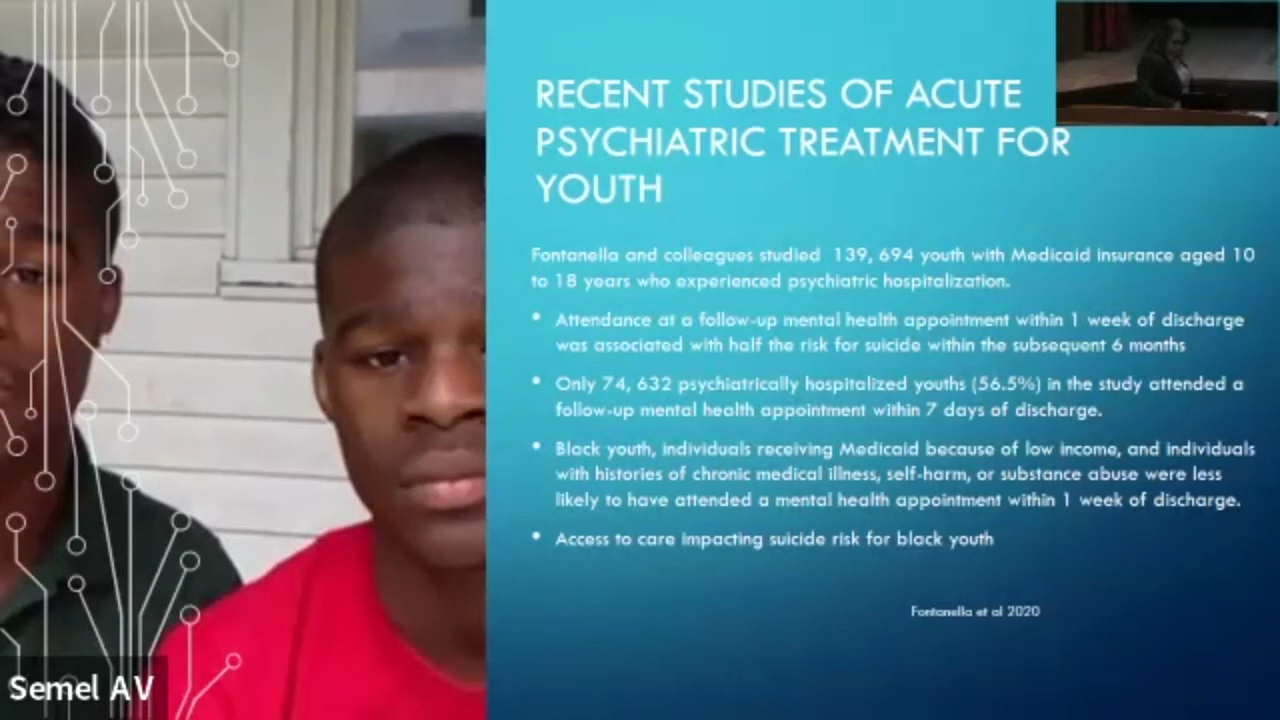 RECENT STUDIES OF ACUTE
PSYCHIATRIC TREATMENT FOR
YOUTH
Fontanella and colleagues studied 139, 694 youth with Medicaid insurance aged 10
to 18 years who experienced psychiatric hospitalization.
• Attendance at a follow-up mental health appointment within 1 week of discharge
was associated with half the risk for suicide within the subsequent 6 months
• Only 74, 632 psychiatrically hospitalized youths (56.5%) in the study attended a
follow-up mental health appointment within 7 days of discharge.
• Black youth, individuals receiving Medicaid because of low income, and individuals
with histories of chronic medical illness, self-harm, or substance abuse were less
likely to have attended a mental health appointment within 1 week of discharge.
• Access to care impacting suicide risk for black youth
Fontanella et al 2020
Semel AV